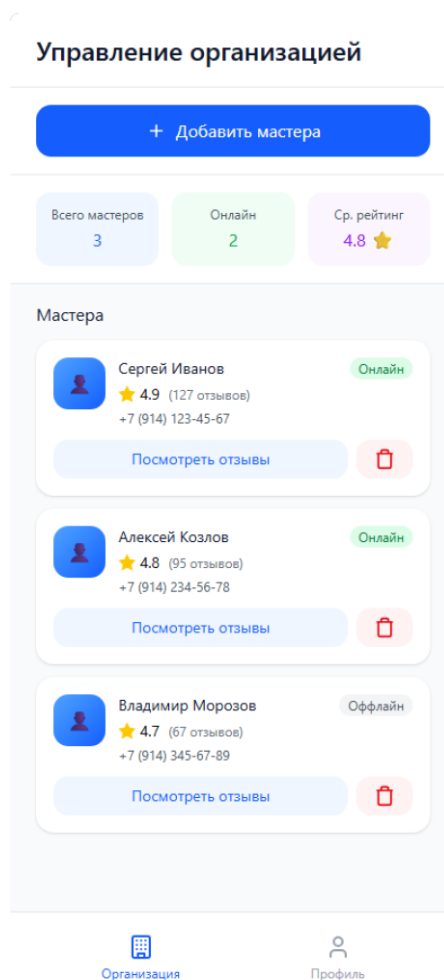 Управление организацией
+ Добавить мастера
Всего мастеров
3
Онлайн
2
Ср. рейтинг
4.8 ⭐
Мастера
Сергей Иванов
Онлайн
⭐ 4.9 (127 отзывов)
+7 (914) 123-45-67
Посмотреть отзывы
Алексей Козлов
Онлайн
⭐ 4.8 (95 отзывов)
+7 (914) 234-56-78
Посмотреть отзывы
Владимир Морозов
Оффлайн
⭐ 4.7 (67 отзывов)
+7 (914) 345-67-89
Посмотреть отзывы
Организация
Профиль